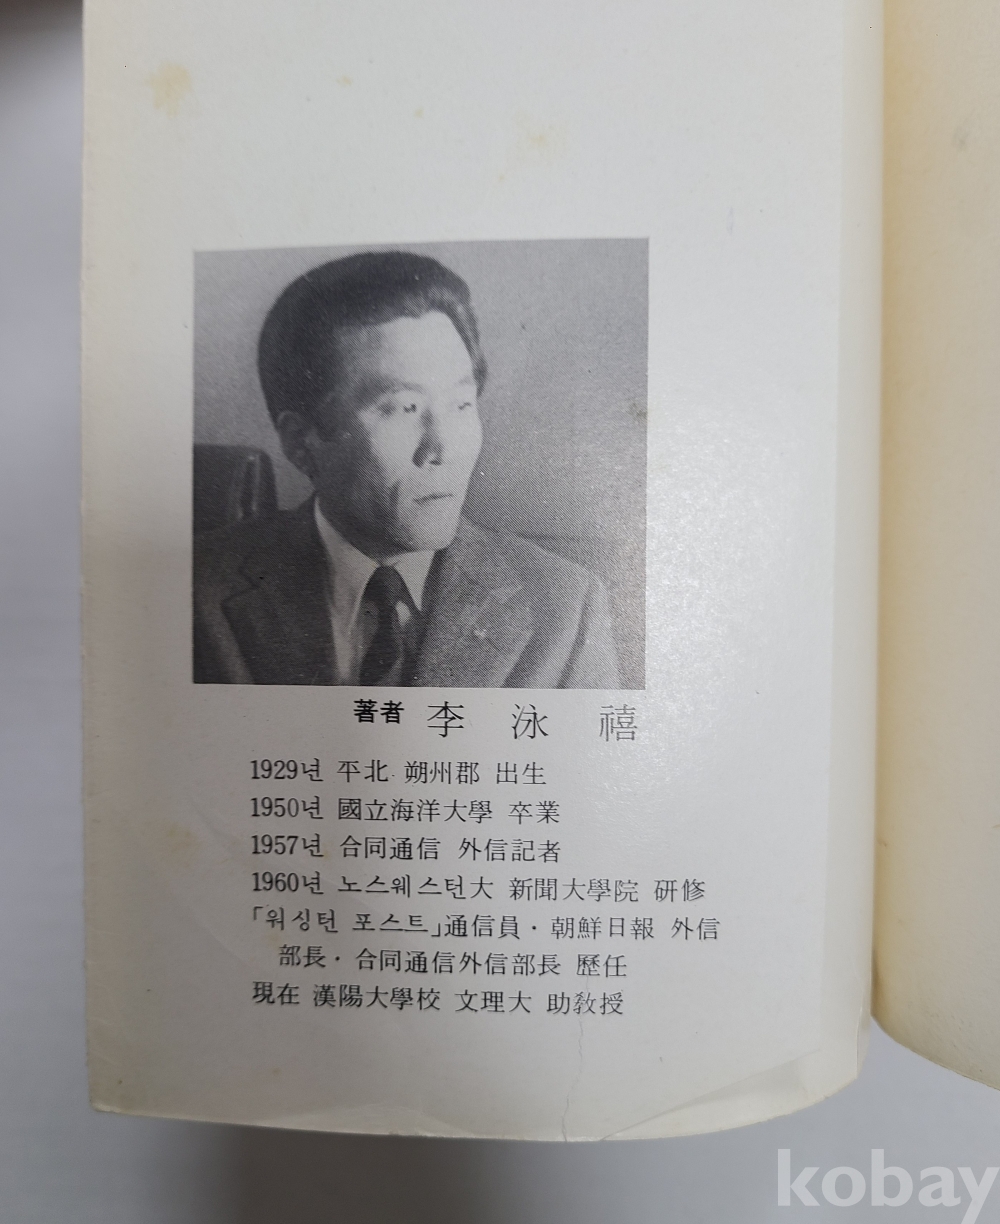 著者 李泳禧
1929년 平北 朔州郡 出生
1950년 國立海洋大學 卒業
1957년 合同通信 外信記者
1960년 노스웨스턴大 新聞大學院 研修
「워싱턴 포스트」通信員·朝鮮日報 外信
部長·合同通信外信部長 歷任
現在 漢陽大學校 文理大 助敎授
kobay